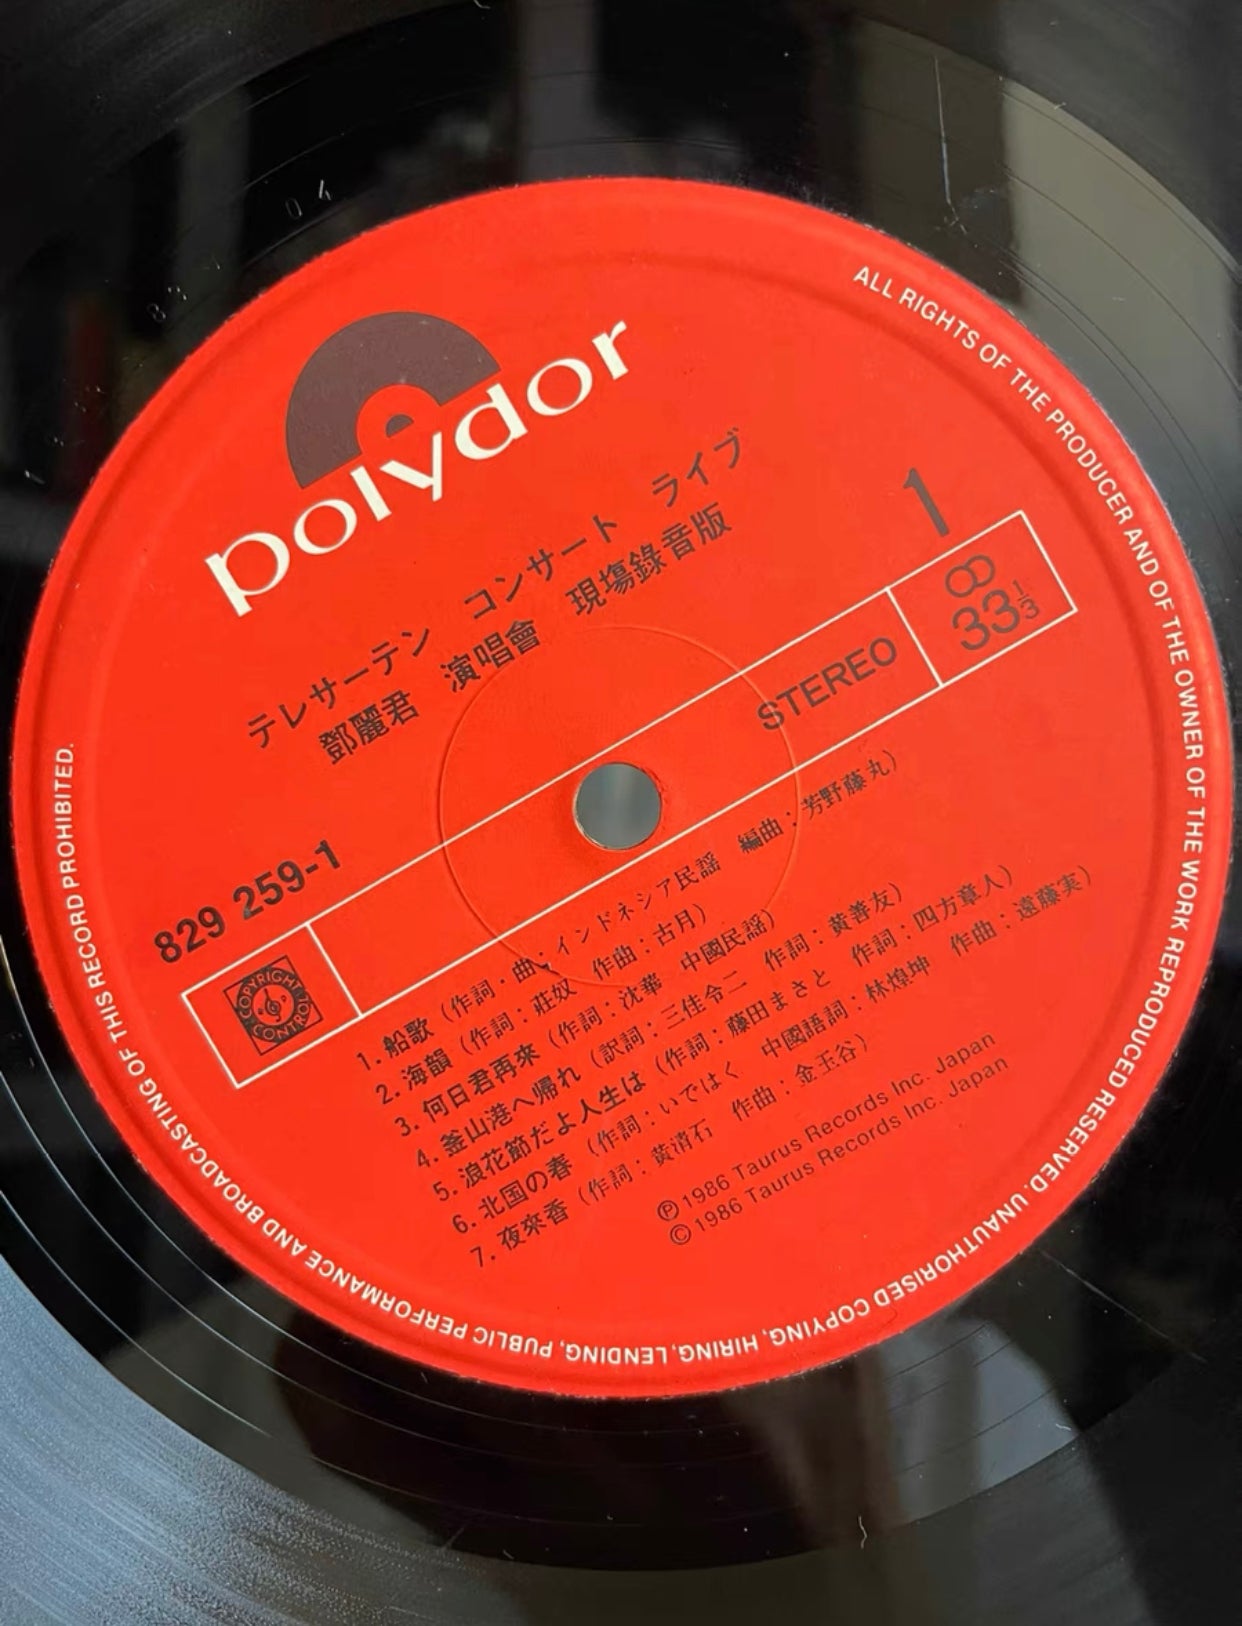 polydor
テレサーテン コンサート ライブ
鄧麗君 演唱會 現場錄音版
1
STEREO
∞
33⅓
829 259-1
COPYRIGHT
CONTROL
1. 船歌 (作詞・曲：インドネシア民謡 編曲：芳野藤丸)
2. 海韻 (作詞：莊奴 作曲：古月)
3. 何日君再來 (作詞：沈華 中國民謡)
4. 釜山港へ帰れ (訳詞：三佳令二 作詞：黄善友)
5. 浪花節だよ人生は (作詞：藤田まさと 作詞：四方章人)
6. 北国の春 (作詞：いではく 中國語詞：林煌坤 作曲：遠藤実)
7. 夜來香 (作詞：黄清石 作曲：金玉谷)
Ⓟ 1986 Taurus Records Inc. Japan
© 1986 Taurus Records Inc. Japan
ALL RIGHTS OF THE PRODUCER AND OF THE OWNER OF THE WORK REPRODUCED RESERVED. UNAUTHORISED COPYING, HIRING, LENDING, PUBLIC PERFORMANCE AND BROADCASTING OF THIS RECORD PROHIBITED.
04
83